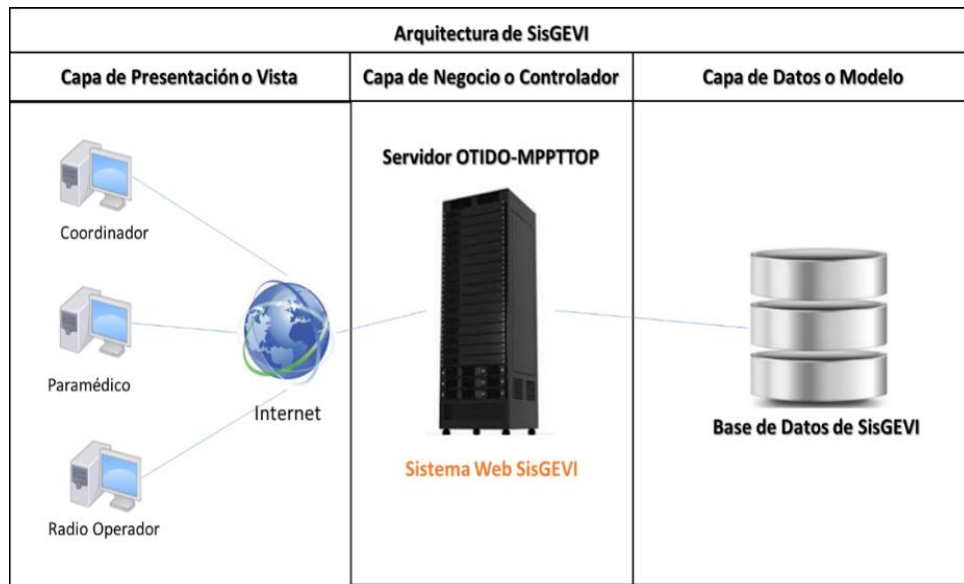 Arquitectura de SisGEVI
Capa de Presentación o Vista
Capa de Negocio o Controlador
Capa de Datos o Modelo
Servidor OTIDO-MPPTTOP
Coordinador
Paramédico
Internet
Radio Operador
Sistema Web SisGEVI
Base de Datos de SisGEVI